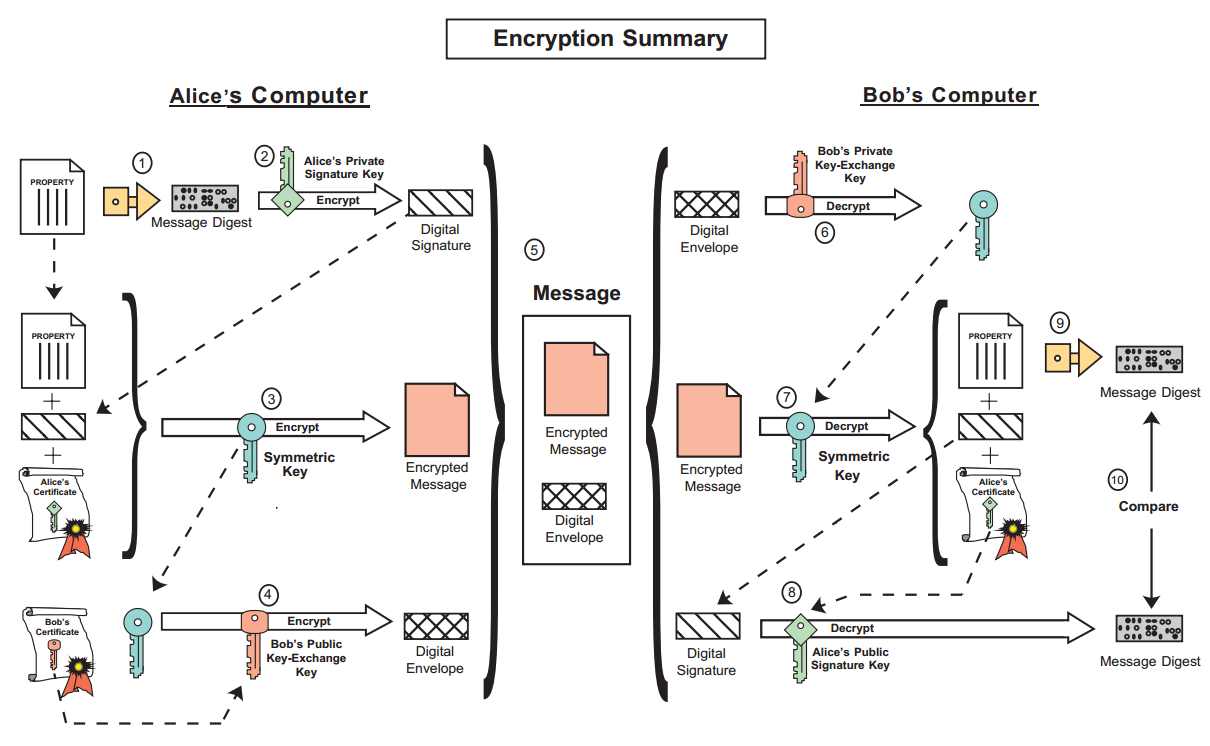 Encryption Summary
Alice's Computer
Bob's Computer
PROPERTY
1
Message Digest
2
Alice's Private
Signature Key
Encrypt
Digital
Signature
PROPERTY
+
+
Alice's
Certificate
3
Encrypt
Symmetric
Key
Encrypted
Message
Bob's
Certificate
4
Encrypt
Bob's Public
Key-Exchange
Key
Digital
Envelope
5
Message
Encrypted
Message
Digital
Envelope
Digital
Envelope
Bob's Private
Key-Exchange
Key
Decrypt
6
Encrypted
Message
7
Decrypt
Symmetric
Key
PROPERTY
+
+
Alice's
Certificate
9
Message Digest
10
Compare
Digital
Signature
8
Decrypt
Alice's Public
Signature Key
Message Digest